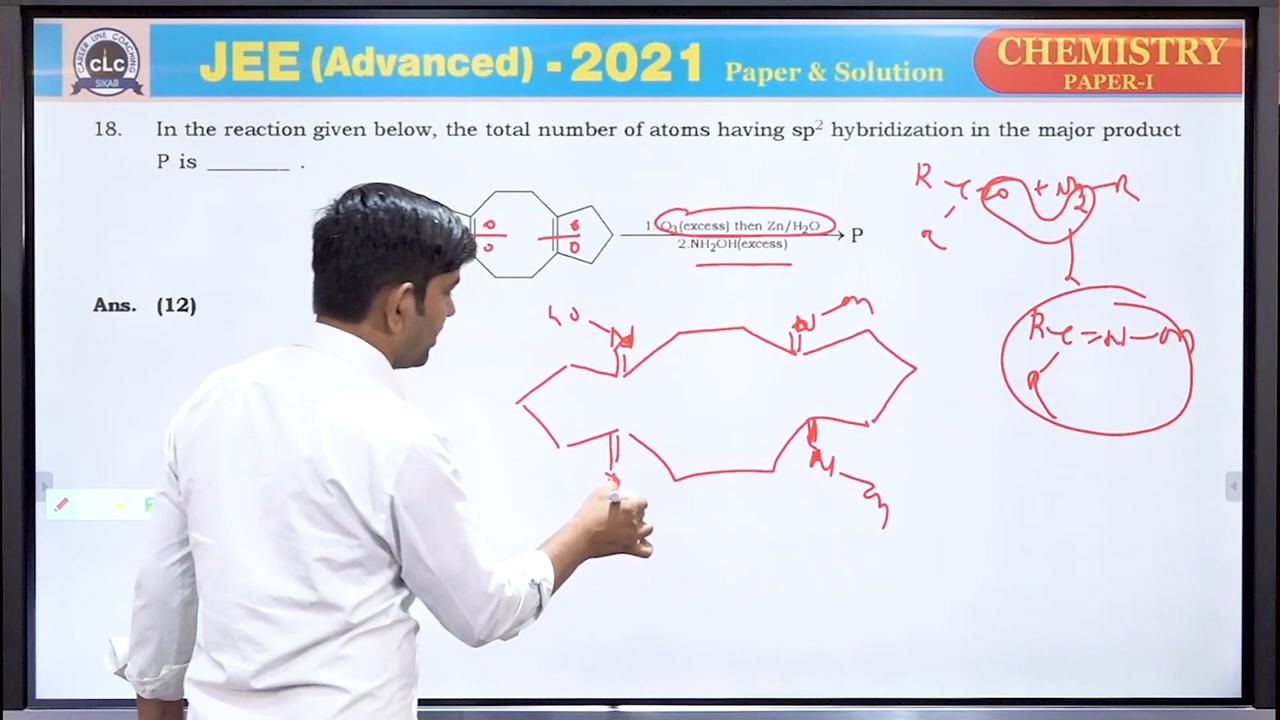 CAREER LINE COACHING
CLC
SIKAR
JEE (Advanced) - 2021 Paper & Solution
CHEMISTRY
PAPER-I
18. In the reaction given below, the total number of atoms having sp² hybridization in the major product
P is ________ .
1. O₃(excess) then Zn/H₂O
2.NH₂OH(excess)
P
Ans. (12)
R
R
HO
N
N
R
C=N-OH
R
N